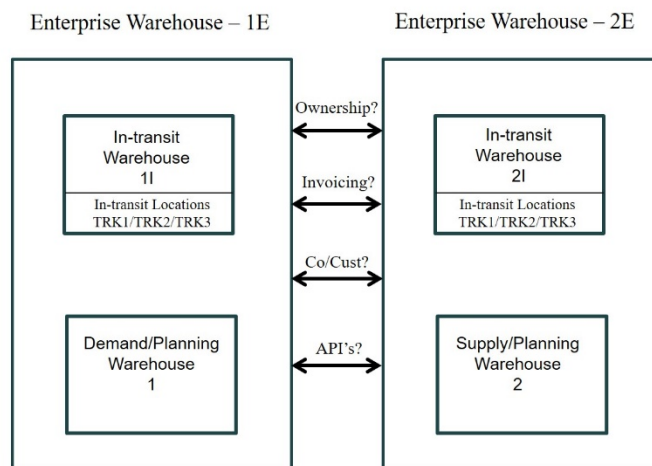 Enterprise Warehouse – 1E
Enterprise Warehouse – 2E
In-transit
Warehouse
1I
In-transit Locations
TRK1/TRK2/TRK3
Demand/Planning
Warehouse
1
Ownership?
Invoicing?
Co/Cust?
API's?
In-transit
Warehouse
2I
In-transit Locations
TRK1/TRK2/TRK3
Supply/Planning
Warehouse
2